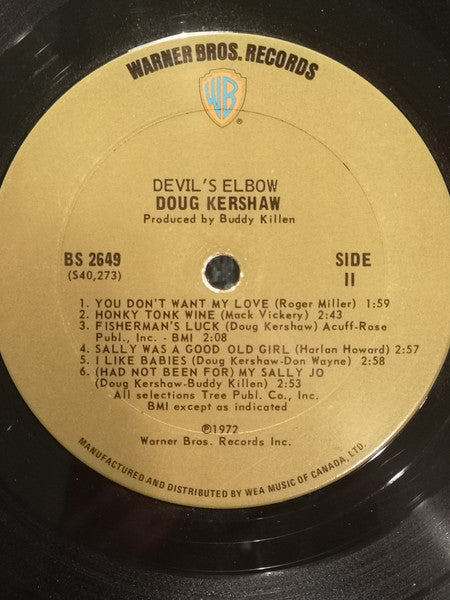 WARNER BROS. RECORDS
WB
®
DEVIL'S ELBOW
DOUG KERSHAW
Produced by Buddy Killen
BS 2649
(S40,273)
SIDE
II
1. YOU DON'T WANT MY LOVE (Roger Miller) 1:59
2. HONKY TONK WINE (Mack Vickery) 2:43
3. FISHERMAN'S LUCK (Doug Kershaw) Acuff-Rose
Publ., Inc. - BMI 2:08
4. SALLY WAS A GOOD OLD GIRL (Harlan Howard) 2:57
5. I LIKE BABIES (Doug Kershaw-Don Wayne) 2:58
6. (HAD NOT BEEN FOR) MY SALLY JO
(Doug Kershaw-Buddy Killen) 2:53
All selections Tree Publ. Co., Inc.
BMI except as indicated
℗1972
Warner Bros. Records Inc.
MANUFACTURED AND DISTRIBUTED BY WEA MUSIC OF CANADA, LTD.